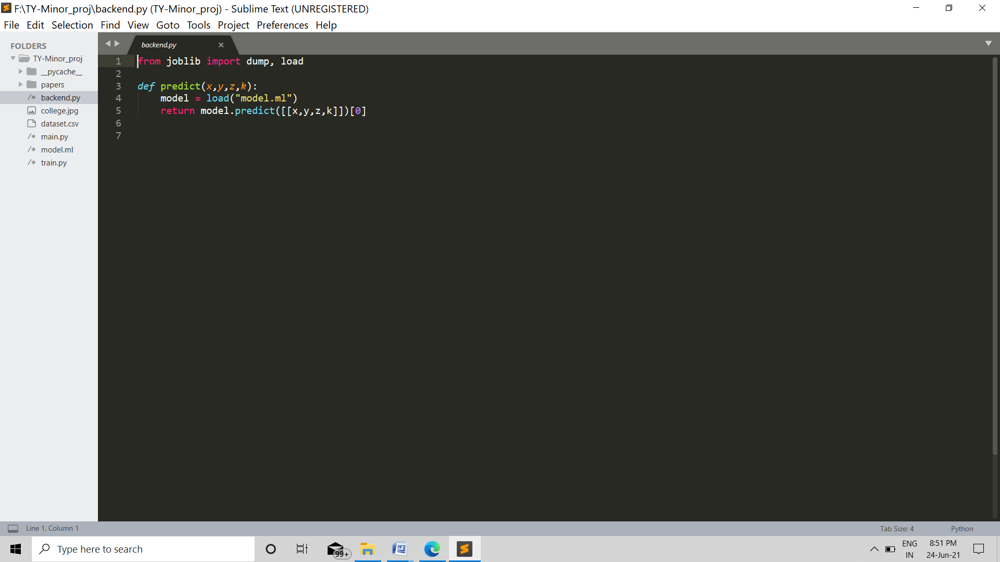 F:\TY-Minor_proj\backend.py (TY-Minor_proj) - Sublime Text (UNREGISTERED)
File Edit Selection Find View Goto Tools Project Preferences Help
FOLDERS
TY-Minor_proj
__pycache__
papers
/* backend.py
college.jpg
dataset.csv
/* main.py
/* model.ml
/* train.py
backend.py
1 from joblib import dump, load
2
3 def predict(x,y,z,k):
4     model = load("model.ml")
5     return model.predict([[x,y,z,k]])[0]
6
7
Line 1, Column 1
Tab Size: 4
Python
Type here to search
99+
ENG
IN
8:51 PM
24-Jun-21